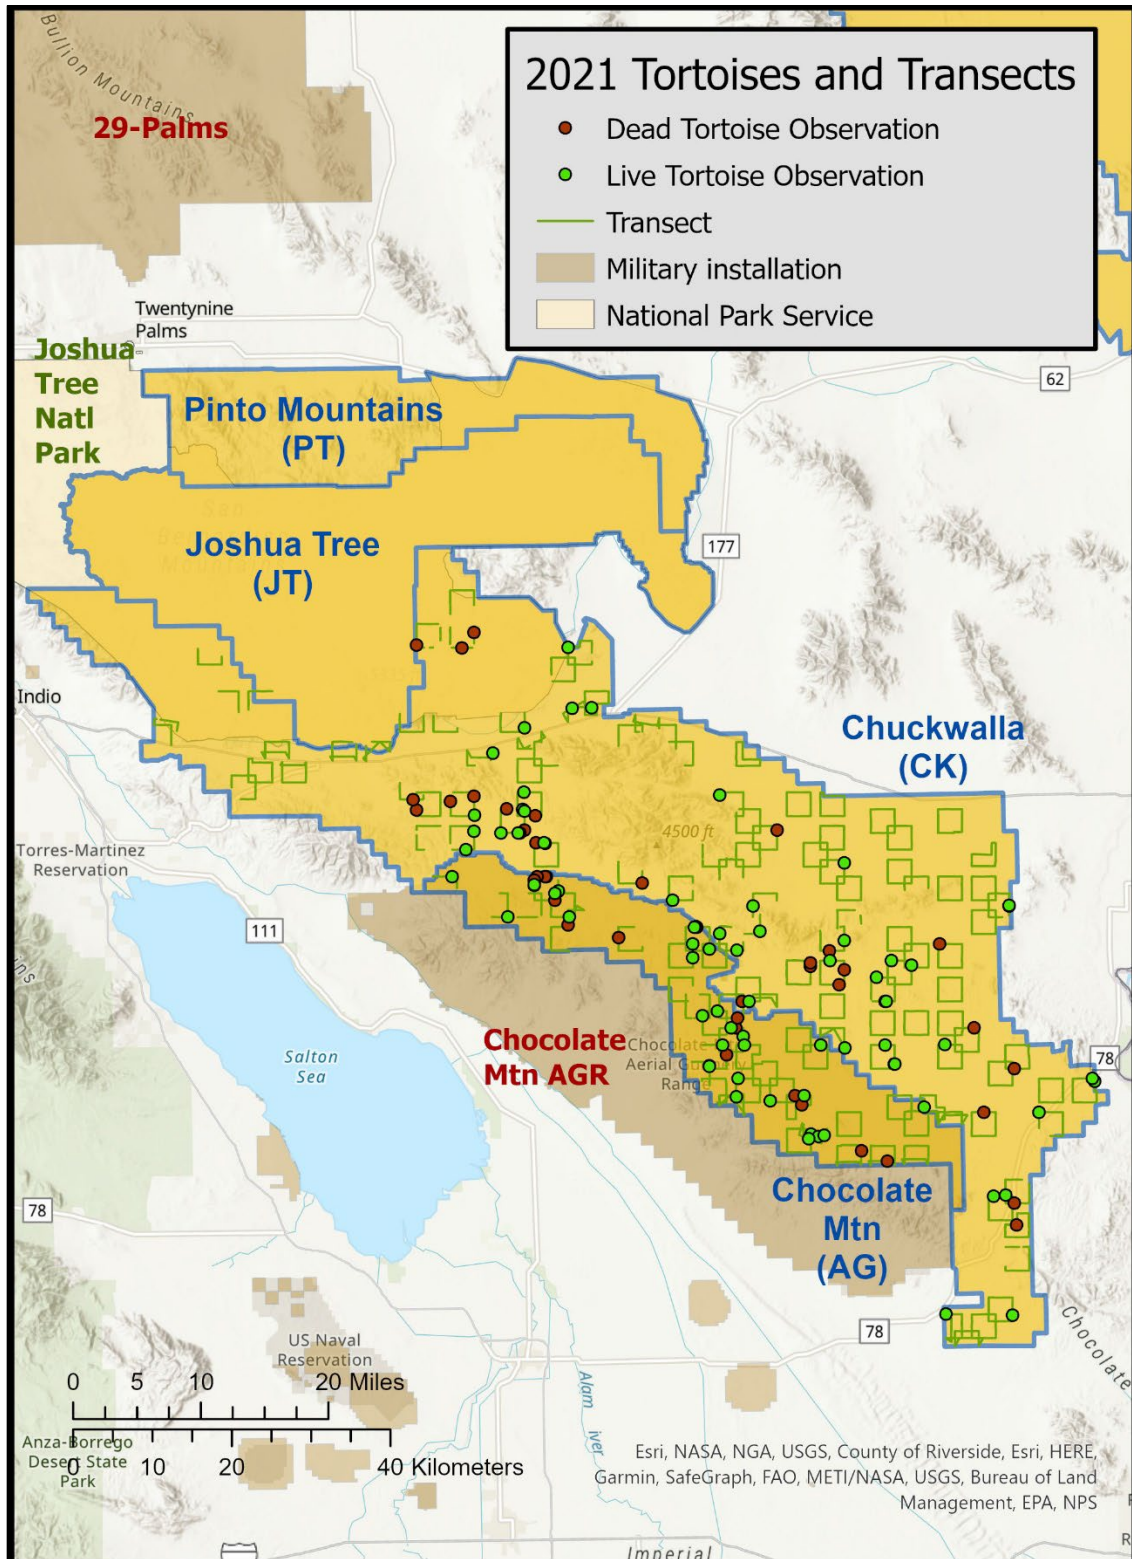 Bullion Mountains
29-Palms
2021 Tortoises and Transects
Dead Tortoise Observation
Live Tortoise Observation
Transect
Military installation
National Park Service
Twentynine
Palms
Joshua
Tree
Natl
Park
62
Pinto Mountains
(PT)
177
Joshua Tree
(JT)
Indio
Chuckwalla
(CK)
4500 ft
Torres-Martinez
Reservation
111
Chocolate
Mtn AGR
Chocolate
Aerial Gunnery
Range
Salton
Sea
78
78
Chocolate
Mtn
(AG)
Chocolate
78
US Naval
Reservation
0 5 10 20 Miles
Alam
iver
Anza-Borrego
Desert State
Park
0 10 20 40 Kilometers
Esri, NASA, NGA, USGS, County of Riverside, Esri, HERE,
Garmin, SafeGraph, FAO, METI/NASA, USGS, Bureau of Land
Management, EPA, NPS
Imperial